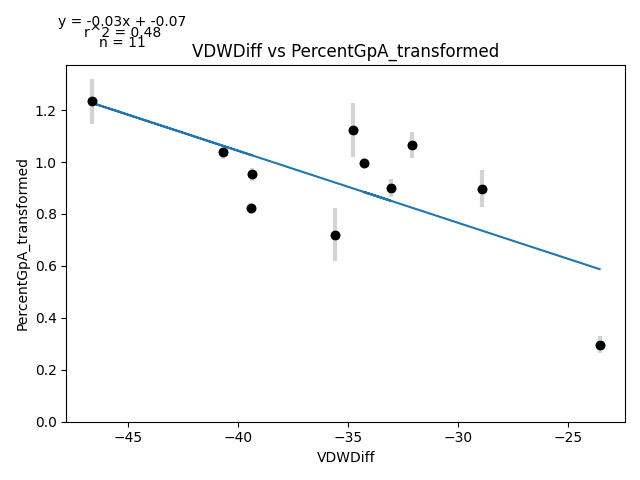 y = -0.03x + -0.07
r^2 = 0.48
n = 11
VDWDiff vs PercentGpA_transformed
1.2
1.0
0.8
0.6
0.4
0.2
0.0
PercentGpA_transformed
−45
−40
−35
−30
−25
VDWDiff